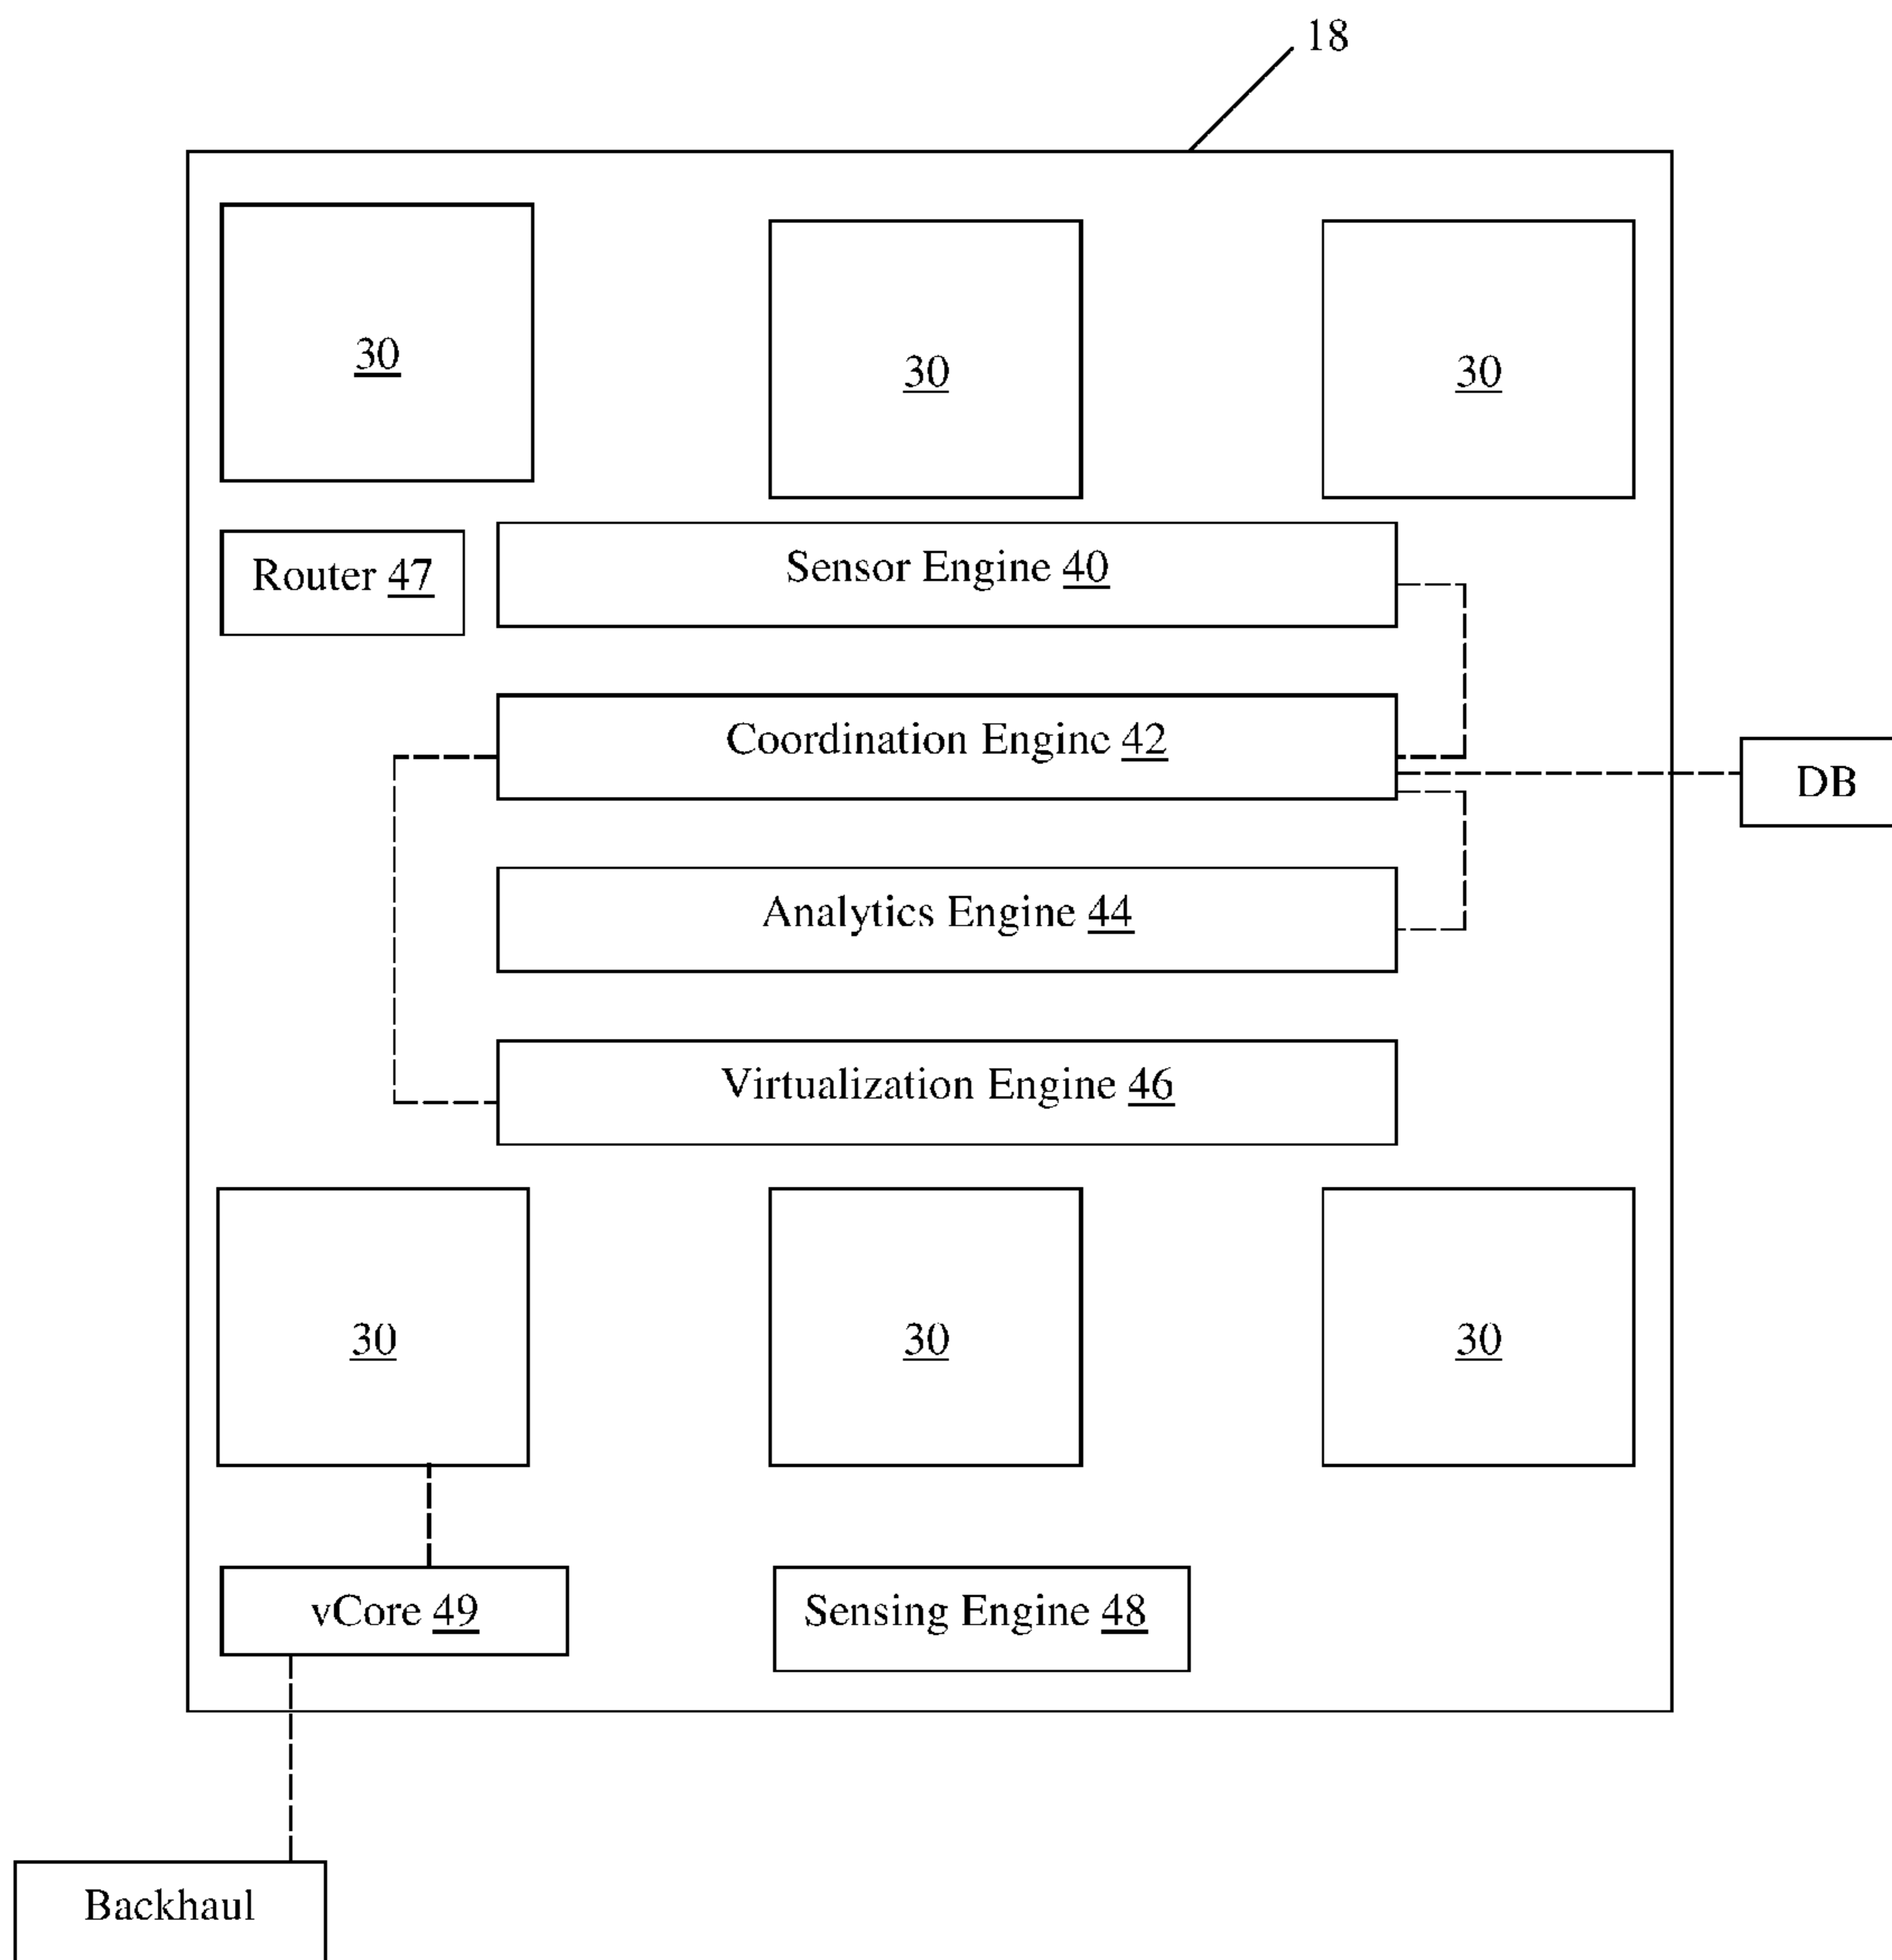 18
30
30
30
Router 47
Sensor Engine 40
Coordination Engine 42
DB
Analytics Engine 44
Virtualization Engine 46
30
30
30
vCore 49
Sensing Engine 48
Backhaul